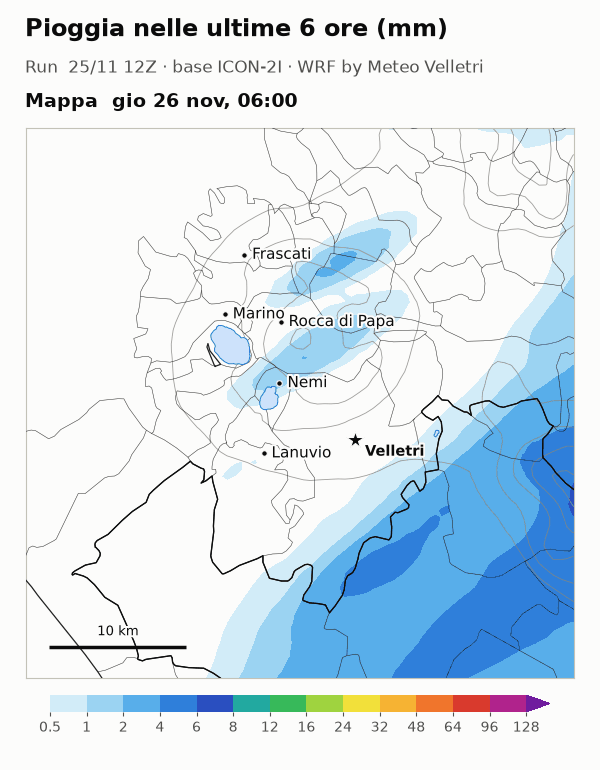 Pioggia nelle ultime 6 ore (mm)
Run  25/11 12Z · base ICON-2I · WRF by Meteo Velletri
Mappa  gio 26 nov, 06:00
Frascati
Marino
Rocca di Papa
Nemi
Velletri
Lanuvio
10 km
0.5 1 2 4 6 8 12 16 24 32 48 64 96 128